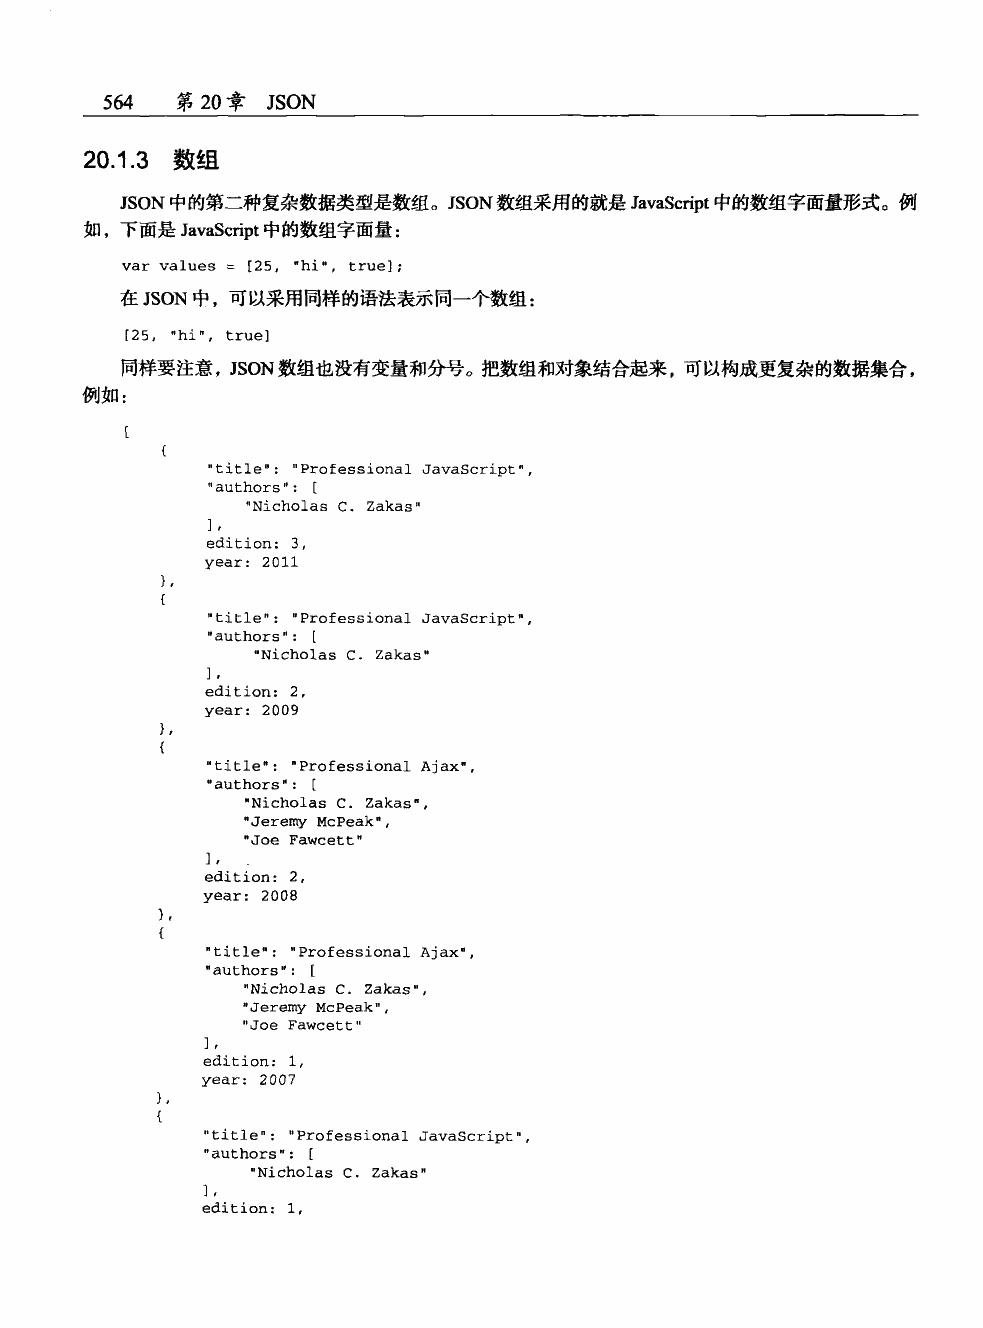 564 第20章 JSON
20.1.3 数组
JSON 中的第二种复杂数据类型是数组。JSON 数组采用的就是 JavaScript 中的数组字面量形式。例
如，下面是 JavaScript 中的数组字面量：
var values = [25, "hi", true];
在 JSON 中，可以采用同样的语法表示同一个数组：
[25, "hi", true]
同样要注意，JSON 数组也没有变量和分号。把数组和对象结合起来，可以构成更复杂的数据集合，
例如：
[
{
"title": "Professional JavaScript",
"authors": [
"Nicholas C. Zakas"
],
edition: 3,
year: 2011
},
{
"title": "Professional JavaScript",
"authors": [
"Nicholas C. Zakas"
],
edition: 2,
year: 2009
},
{
"title": "Professional Ajax",
"authors": [
"Nicholas C. Zakas",
"Jeremy McPeak",
"Joe Fawcett"
],
edition: 2,
year: 2008
},
{
"title": "Professional Ajax",
"authors": [
"Nicholas C. Zakas",
"Jeremy McPeak",
"Joe Fawcett"
],
edition: 1,
year: 2007
},
{
"title": "Professional JavaScript",
"authors": [
"Nicholas C. Zakas"
],
edition: 1,